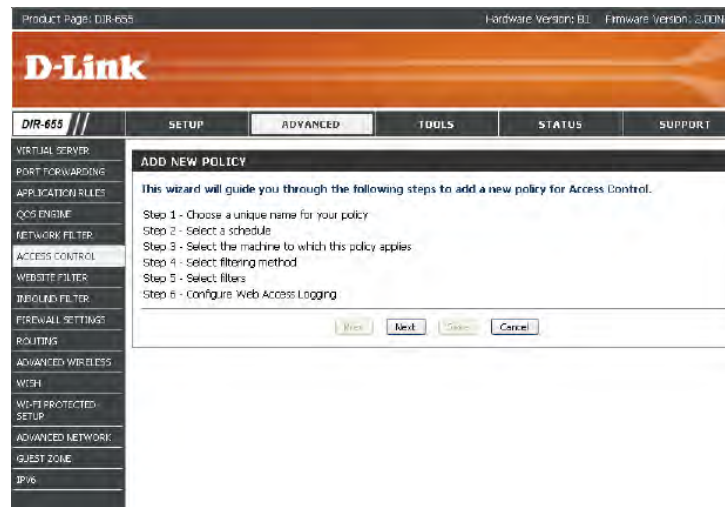 Product Page: DIR-655 Hardware Version: B1 Firmware Version: 2.00N
D-Link
DIR-655 SETUP ADVANCED TOOLS STATUS SUPPORT
VIRTUAL SERVER
PORT FORWARDING
APPLICATION RULES
QOS ENGINE
NETWORK FILTER
ACCESS CONTROL
WEBSITE FILTER
INBOUND FILTER
FIREWALL SETTINGS
ROUTING
ADVANCED WIRELESS
WISH
WI-FI PROTECTED SETUP
ADVANCED NETWORK
GUEST ZONE
IPV6
ADD NEW POLICY
This wizard will guide you through the following steps to add a new policy for Access Control.
Step 1 - Choose a unique name for your policy
Step 2 - Select a schedule
Step 3 - Select the machine to which this policy applies
Step 4 - Select filtering method
Step 5 - Select filters
Step 6 - Configure Web Access Logging
Prev Next Save Cancel